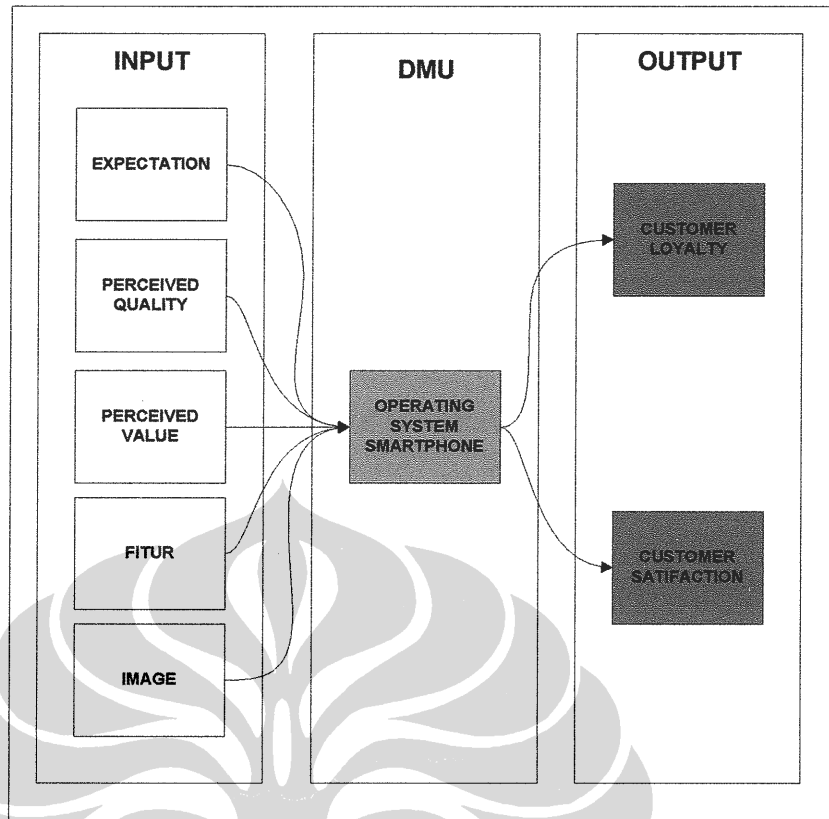 INPUT
EXPECTATION
PERCEIVED
QUALITY
PERCEIVED
VALUE
FITUR
IMAGE
DMU
OPERATING
SYSTEM
SMARTPHONE
OUTPUT
CUSTOMER
LOYALTY
CUSTOMER
SATIFACTION